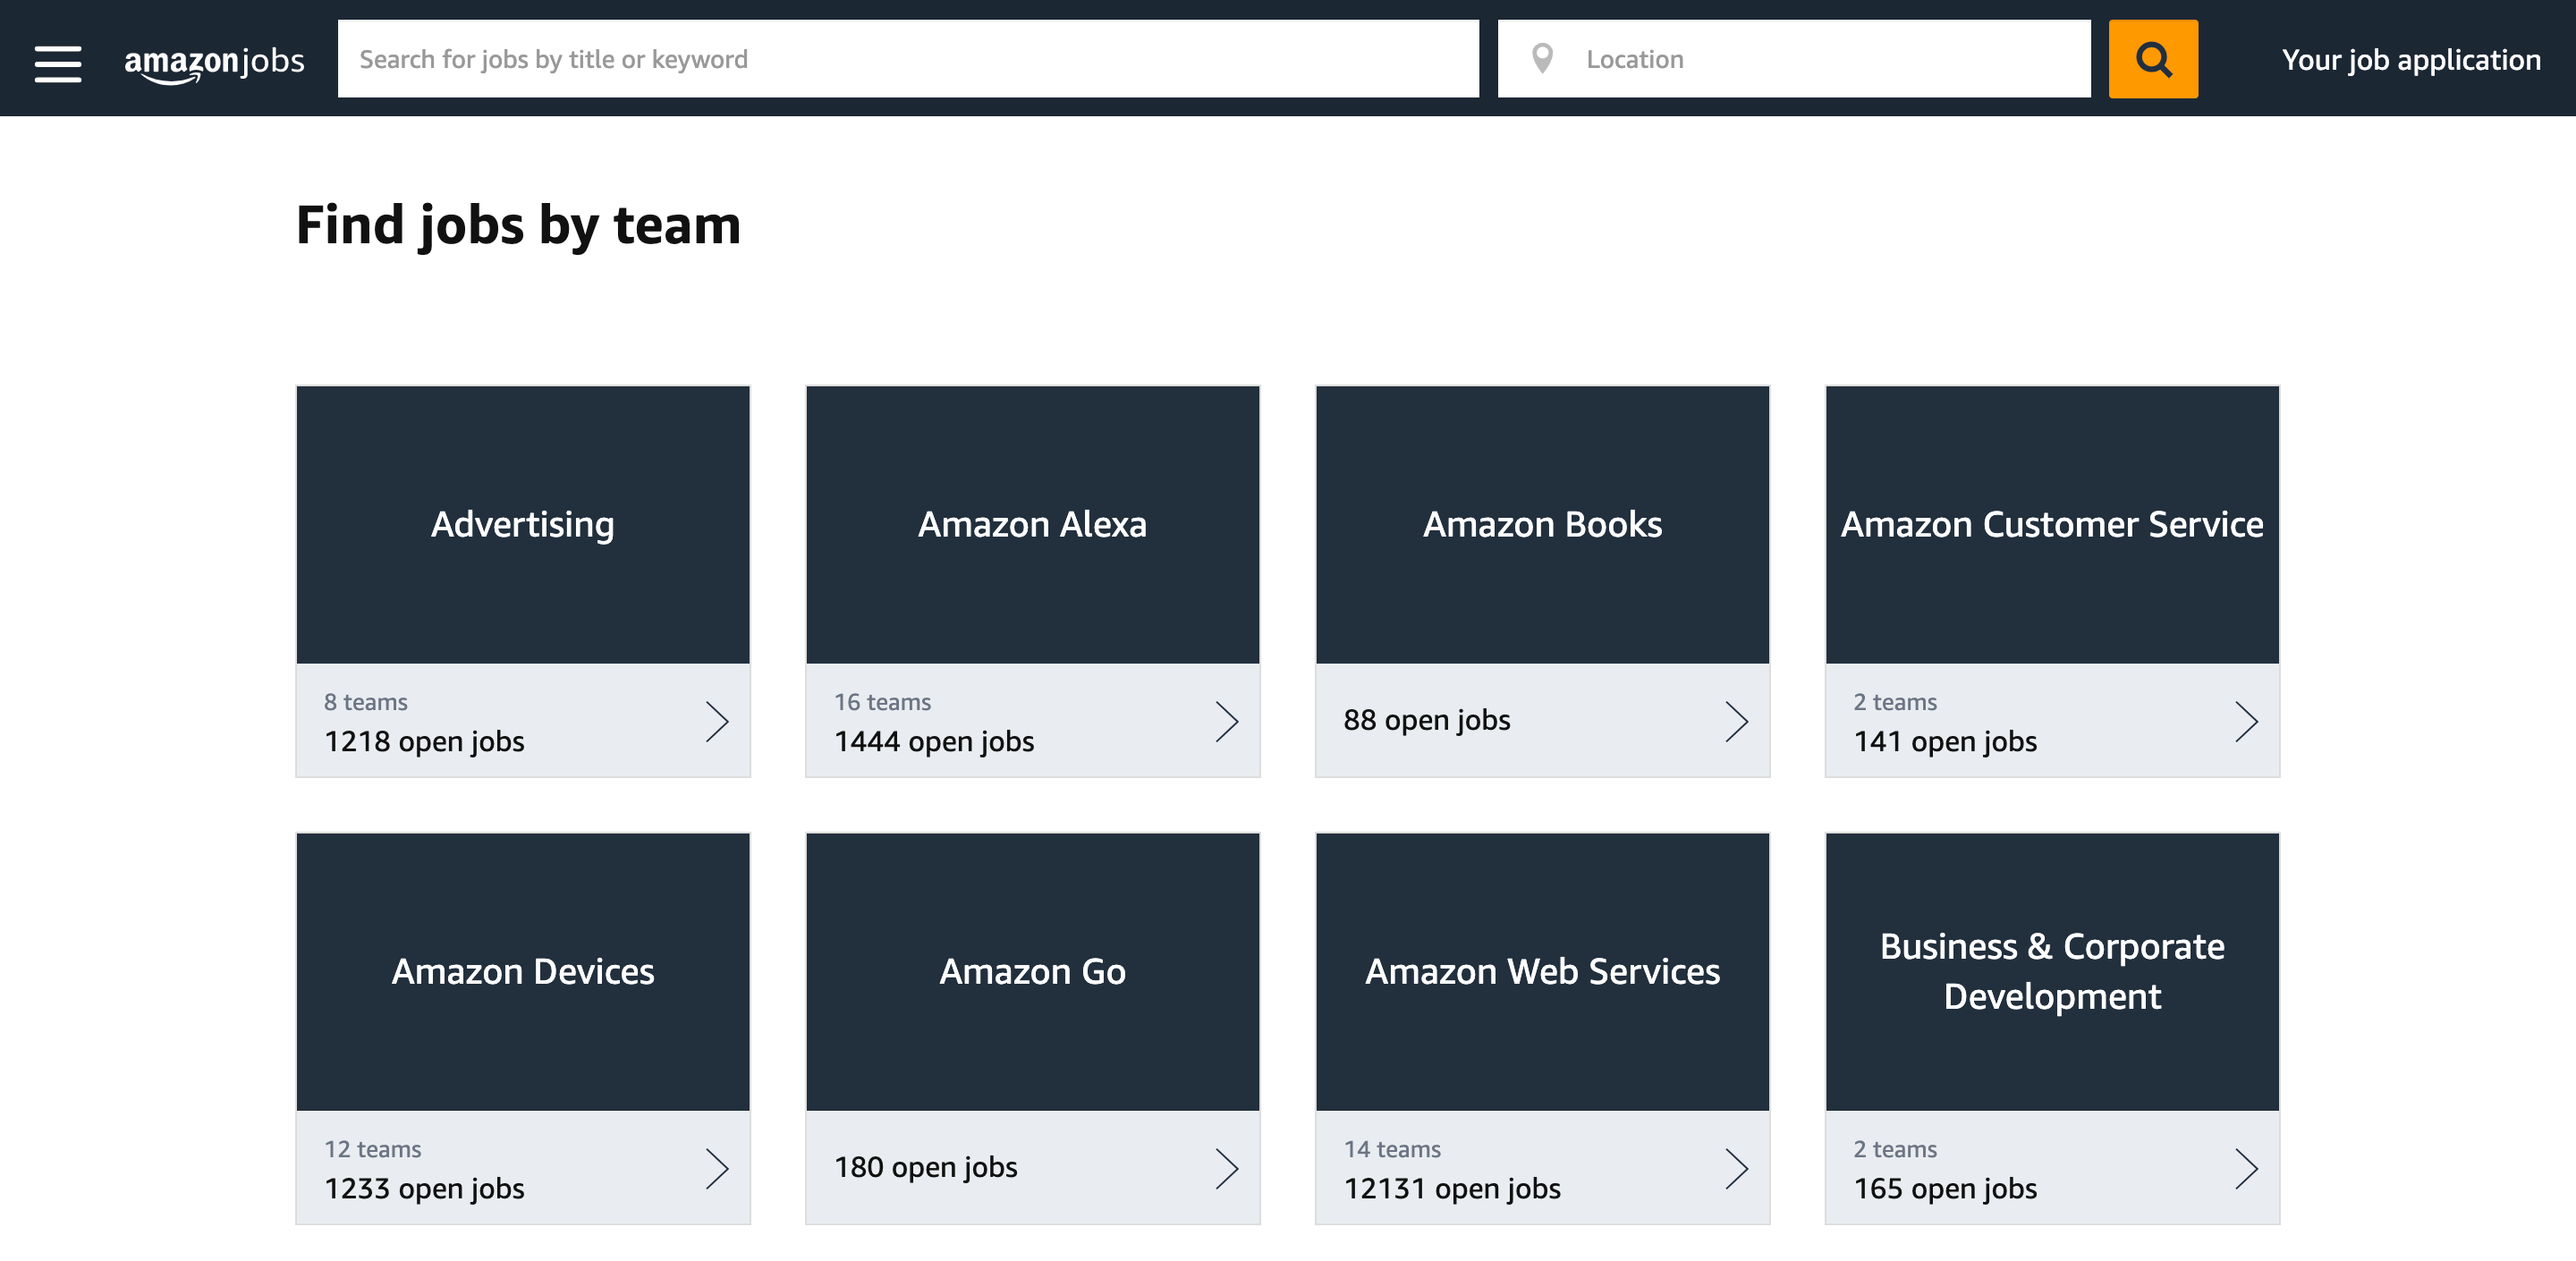 amazonjobs
Search for jobs by title or keyword
Location
Your job application
Find jobs by team
Advertising
8 teams
1218 open jobs
Amazon Alexa
16 teams
1444 open jobs
Amazon Books
88 open jobs
Amazon Customer Service
2 teams
141 open jobs
Amazon Devices
12 teams
1233 open jobs
Amazon Go
180 open jobs
Amazon Web Services
14 teams
12131 open jobs
Business & Corporate
Development
2 teams
165 open jobs